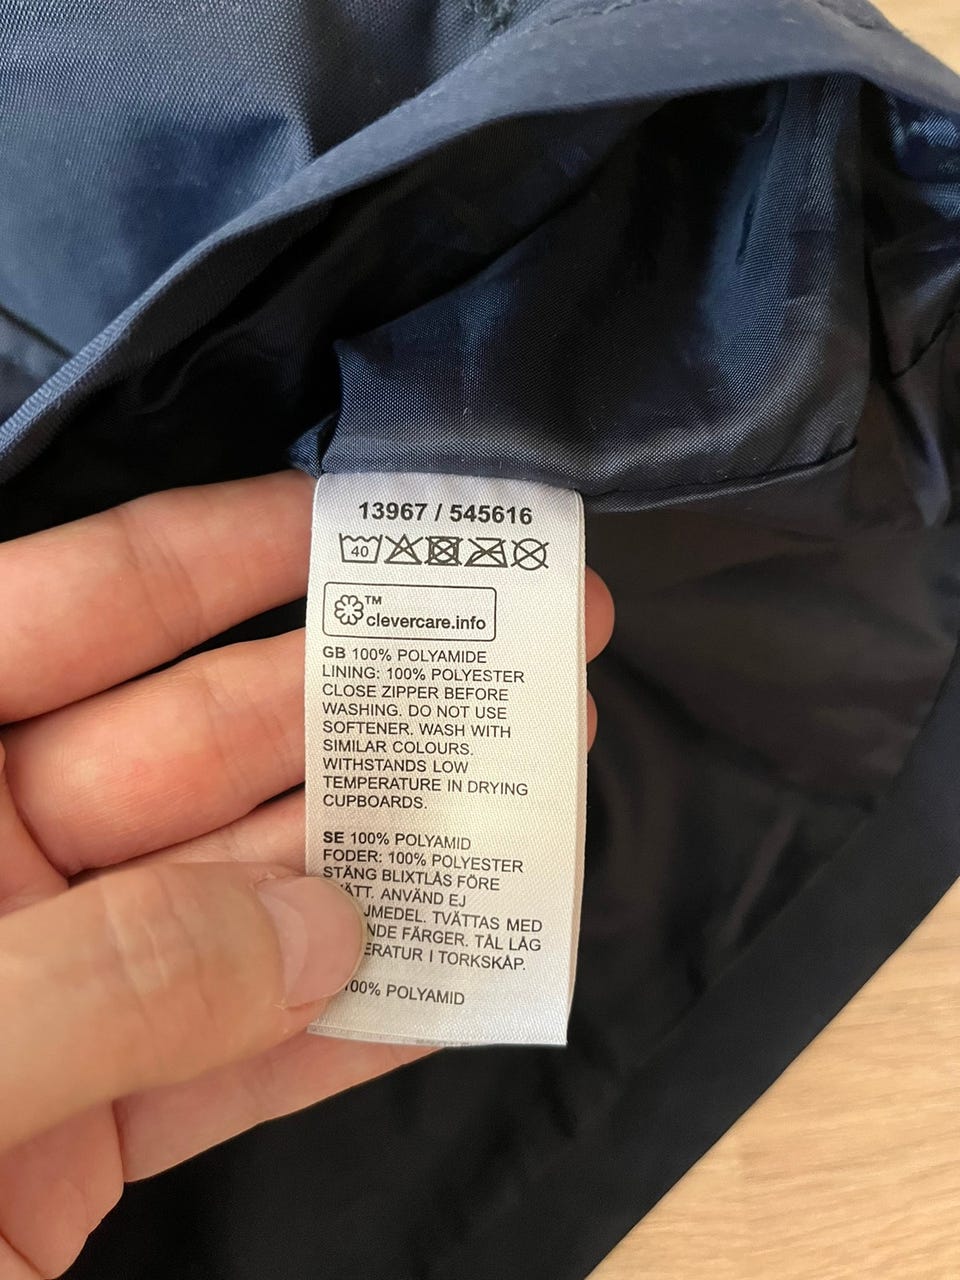 13967 / 545616
40
TM
clevercare.info
GB 100% POLYAMIDE
LINING: 100% POLYESTER
CLOSE ZIPPER BEFORE
WASHING. DO NOT USE
SOFTENER. WASH WITH
SIMILAR COLOURS.
WITHSTANDS LOW
TEMPERATURE IN DRYING
CUPBOARDS.
SE 100% POLYAMID
FODER: 100% POLYESTER
STÄNG BLIXTLÅS FÖRE
ANVÄND EJ
TVÄTTAS MED
FÄRGER. TÅL LÅG
I TORKSKÅP.
100% POLYAMID